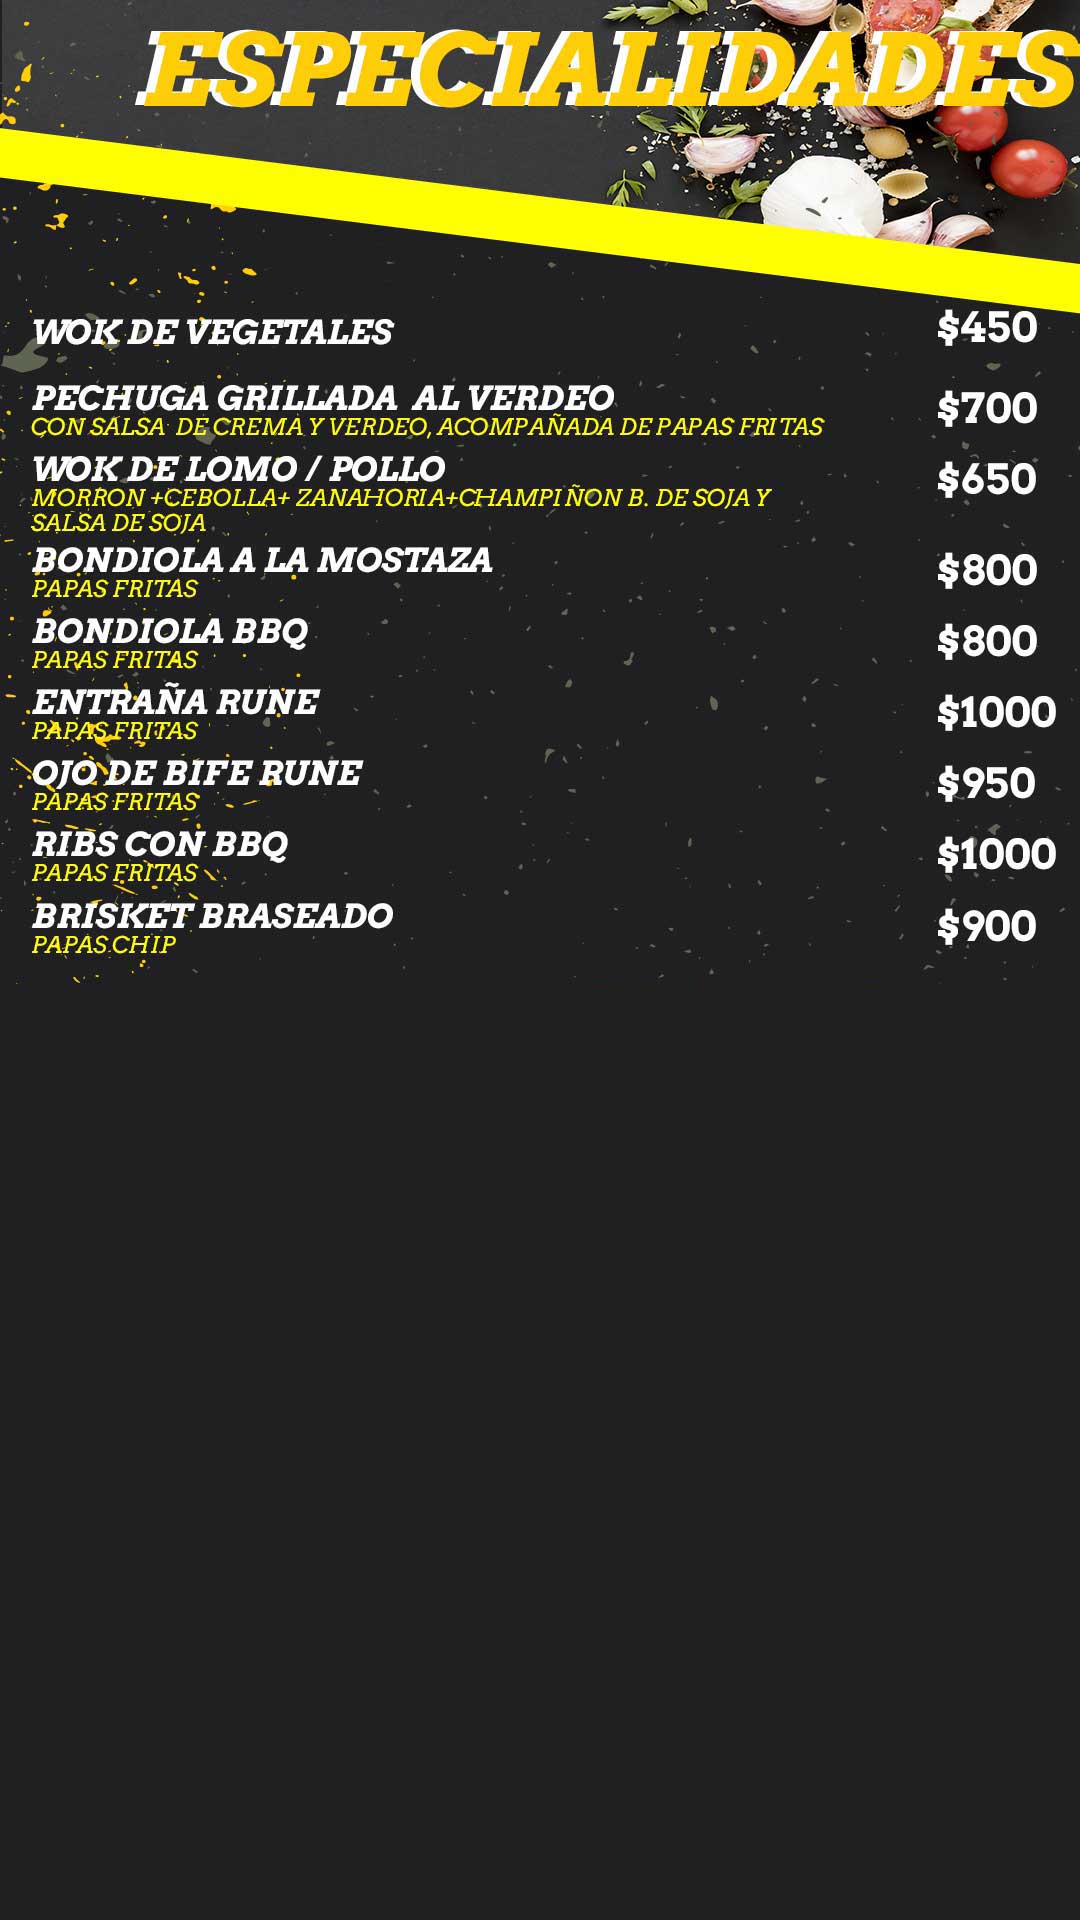 ESPECIALIDADES
WOK DE VEGETALES $450
PECHUGA GRILLADA AL VERDEO $700
CON SALSA DE CREMA Y VERDEO, ACOMPAÑADA DE PAPAS FRITAS
WOK DE LOMO / POLLO $650
MORRON +CEBOLLA+ ZANAHORIA+CHAMPIÑON B. DE SOJA Y
SALSA DE SOJA
BONDIOLA A LA MOSTAZA $800
PAPAS FRITAS
BONDIOLA BBQ $800
PAPAS FRITAS
ENTRAÑA RUNE $1000
PAPAS FRITAS
OJO DE BIFE RUNE $950
PAPAS FRITAS
RIBS CON BBQ $1000
PAPAS FRITAS
BRISKET BRASEADO $900
PAPAS CHIP